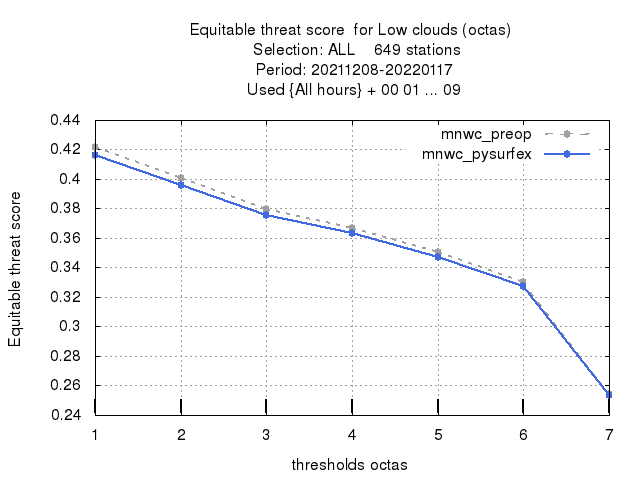 Equitable threat score  for Low clouds (octas)
Selection: ALL    649 stations
Period: 20211208-20220117
Used {All hours} + 00 01 ... 09
mnwc_preop
mnwc_pysurfex
Equitable threat score
0.44
0.42
0.4
0.38
0.36
0.34
0.32
0.3
0.28
0.26
0.24
1 2 3 4 5 6 7
thresholds octas